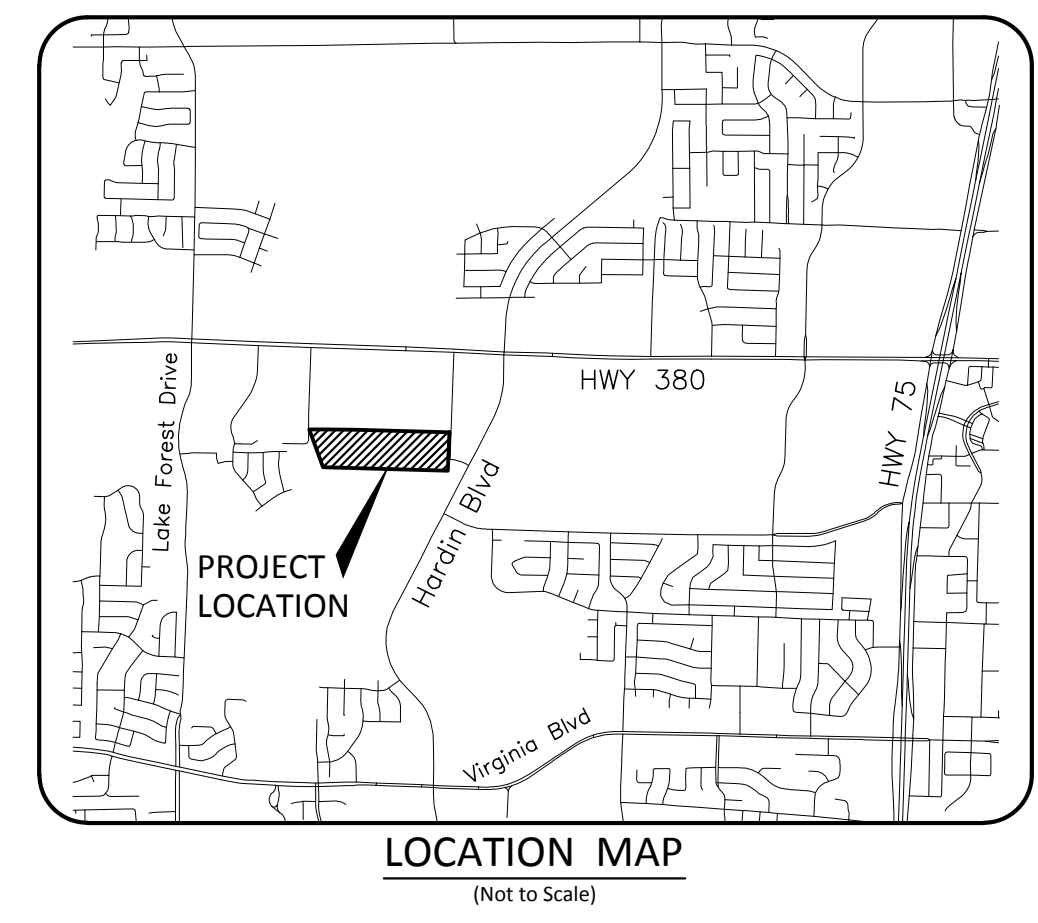 HWY 380
Lake Forest Drive
HWY 75
Hardin Blvd
PROJECT
LOCATION
Virginia Blvd
LOCATION MAP
(Not to Scale)